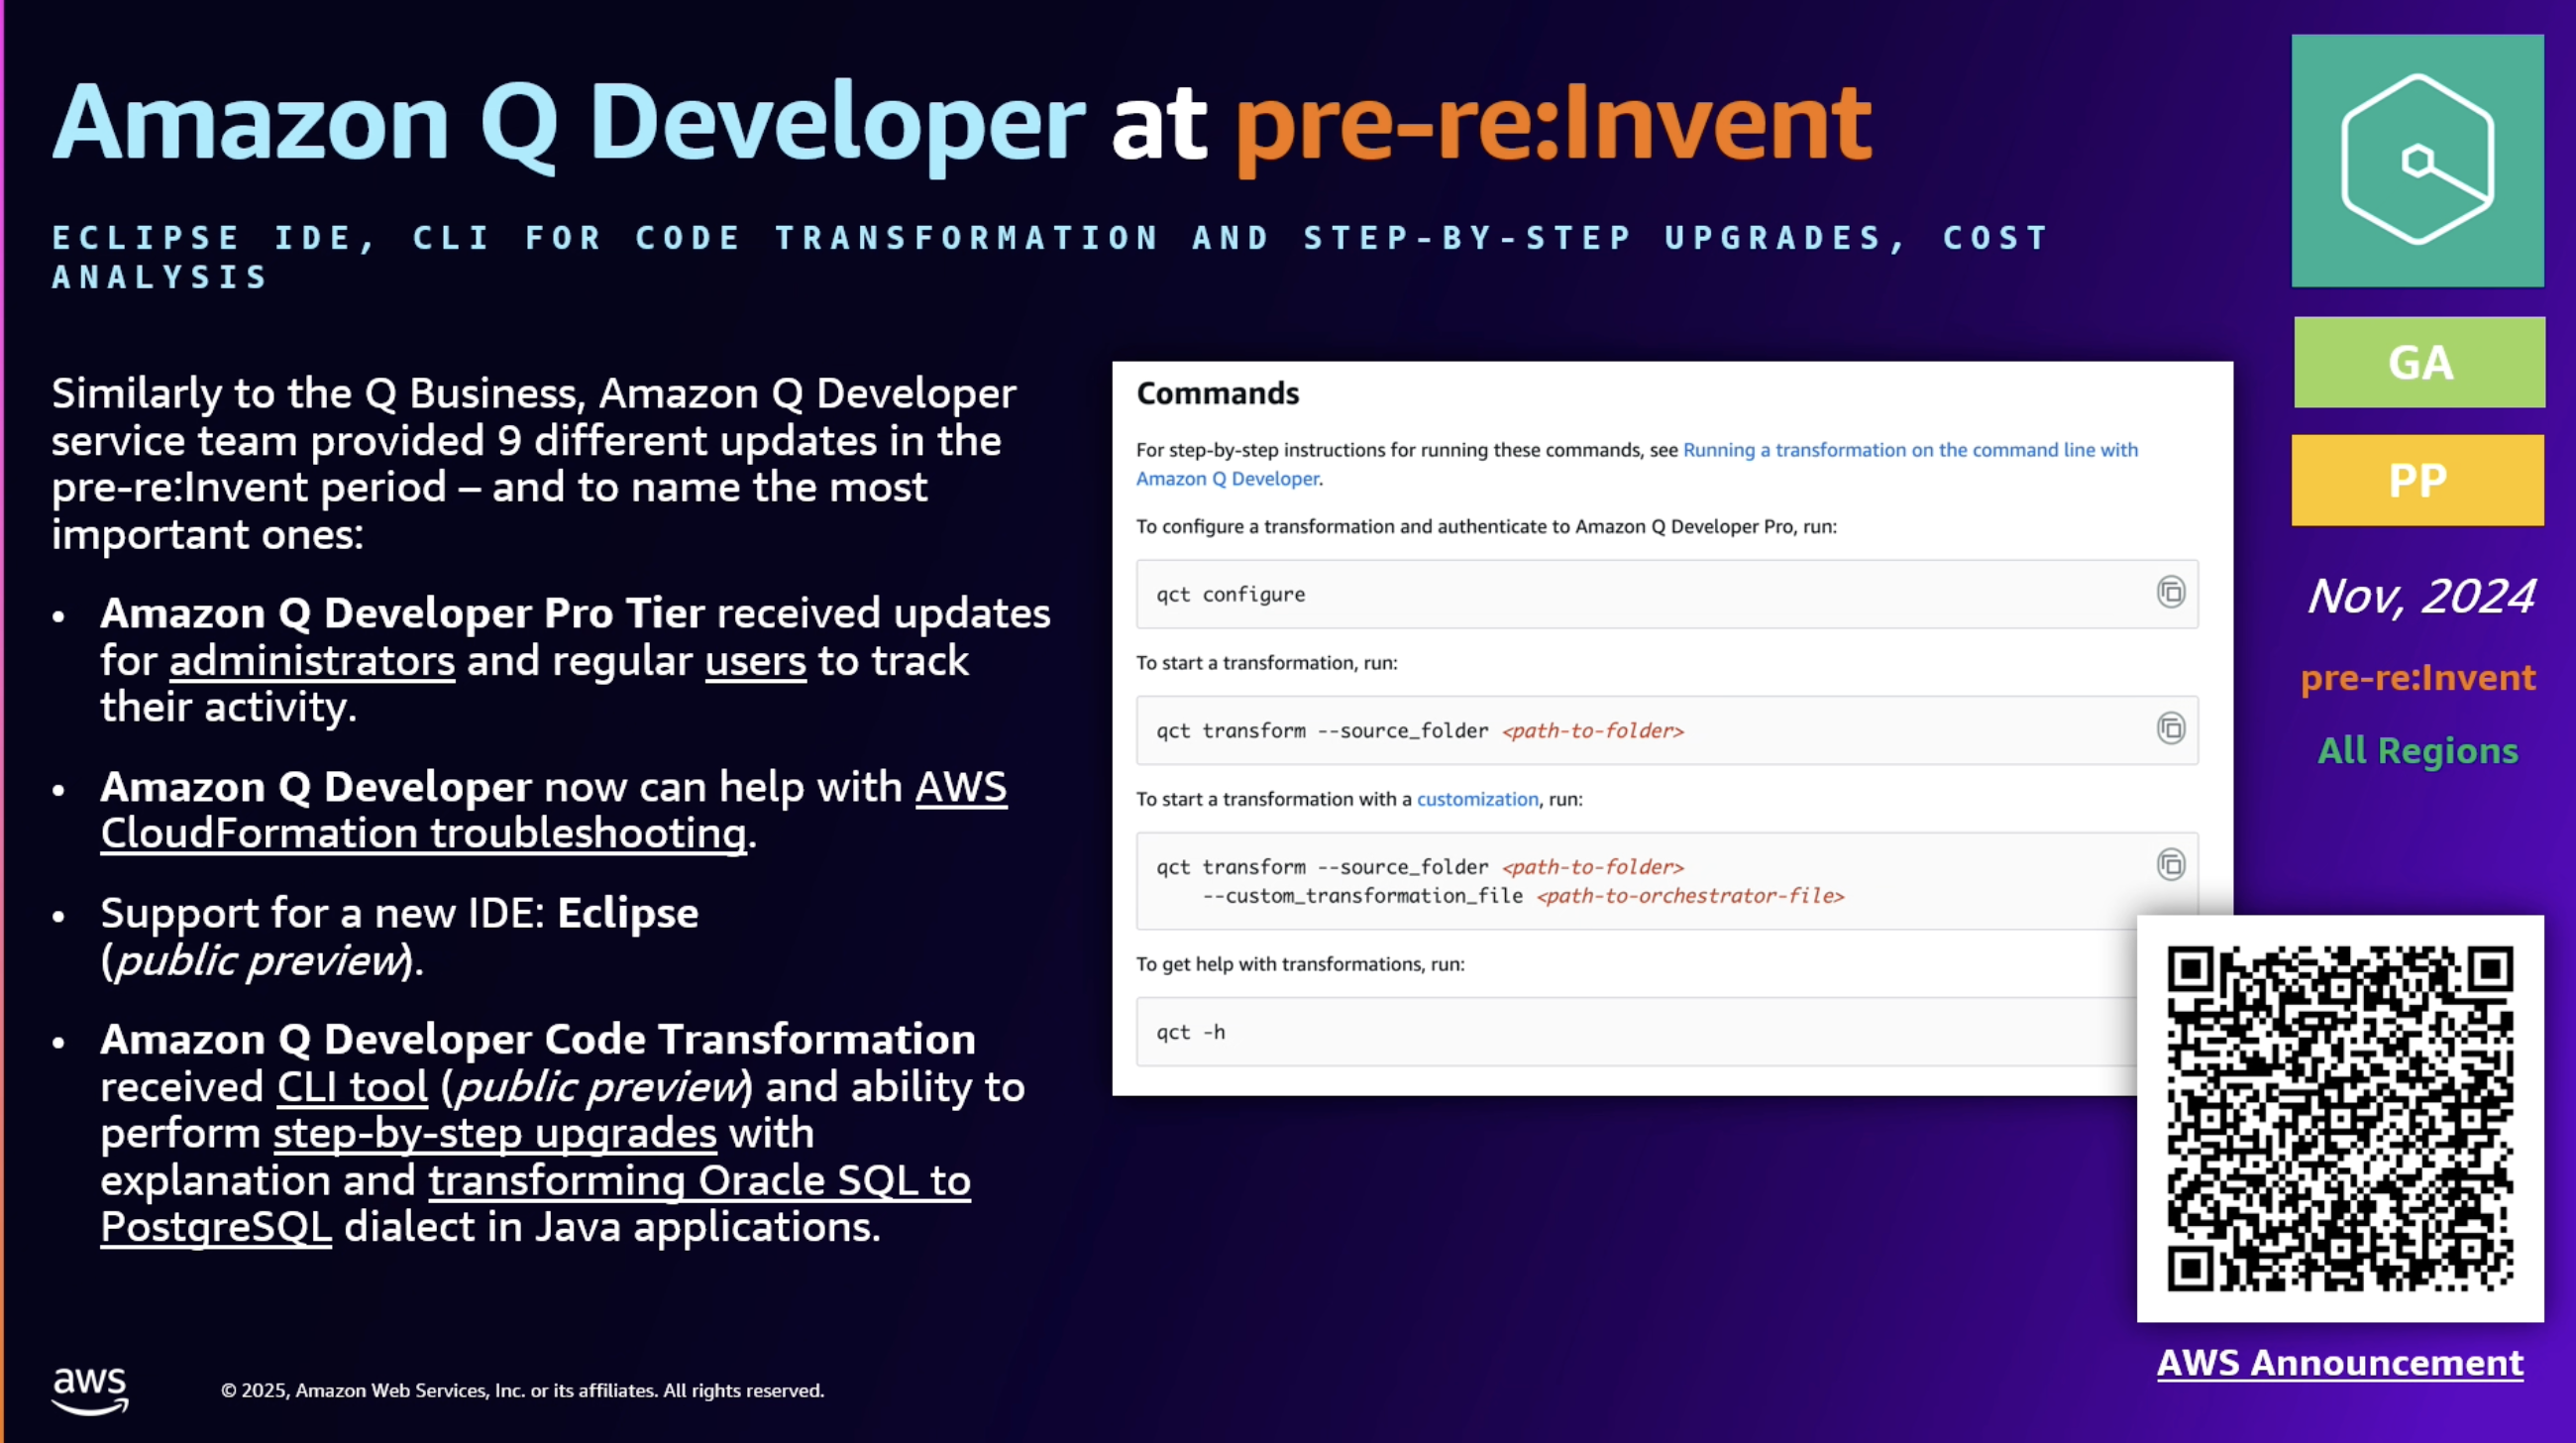 Amazon Q Developer at pre-re:Invent
ECLIPSE IDE, CLI FOR CODE TRANSFORMATION AND STEP-BY-STEP UPGRADES, COST
ANALYSIS
Similarly to the Q Business, Amazon Q Developer
service team provided 9 different updates in the
pre-re:Invent period – and to name the most
important ones:
• Amazon Q Developer Pro Tier received updates
for administrators and regular users to track
their activity.
• Amazon Q Developer now can help with AWS
CloudFormation troubleshooting.
• Support for a new IDE: Eclipse
(public preview).
• Amazon Q Developer Code Transformation
received CLI tool (public preview) and ability to
perform step-by-step upgrades with
explanation and transforming Oracle SQL to
PostgreSQL dialect in Java applications.
Commands
For step-by-step instructions for running these commands, see Running a transformation on the command line with
Amazon Q Developer.
To configure a transformation and authenticate to Amazon Q Developer Pro, run:
qct configure
To start a transformation, run:
qct transform --source_folder <path-to-folder>
To start a transformation with a customization, run:
qct transform --source_folder <path-to-folder>
--custom_transformation_file <path-to-orchestrator-file>
To get help with transformations, run:
qct -h
GA
PP
Nov, 2024
pre-re:Invent
All Regions
AWS Announcement
aws
© 2025, Amazon Web Services, Inc. or its affiliates. All rights reserved.